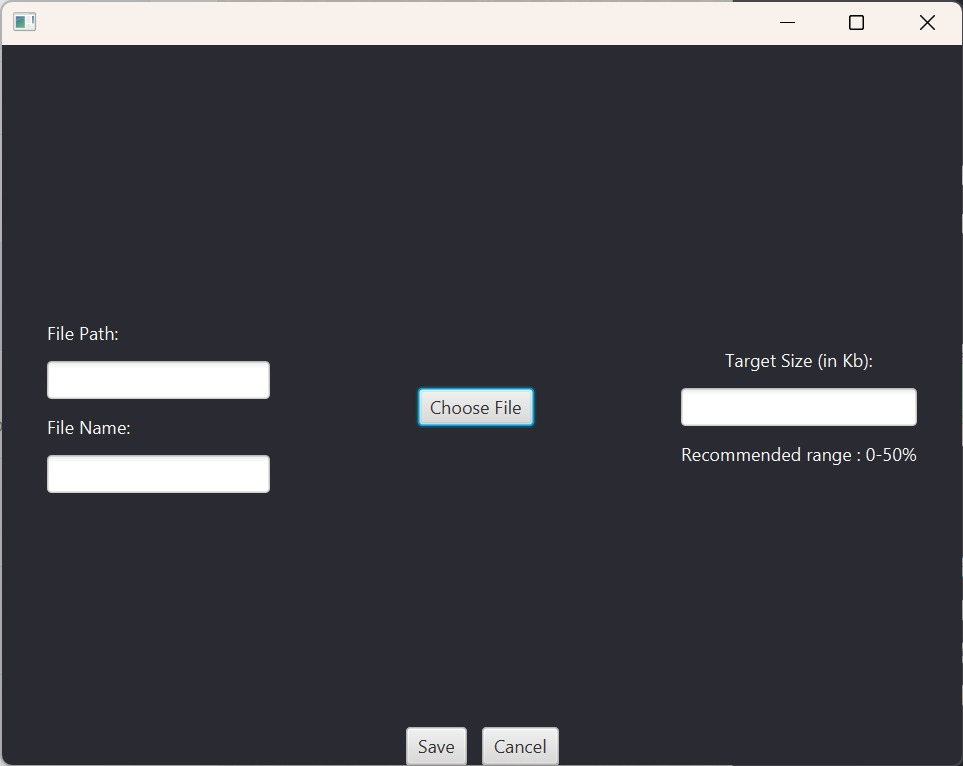 File Path:
File Name:
Choose File
Target Size (in Kb):
Recommended range : 0-50%
Save
Cancel